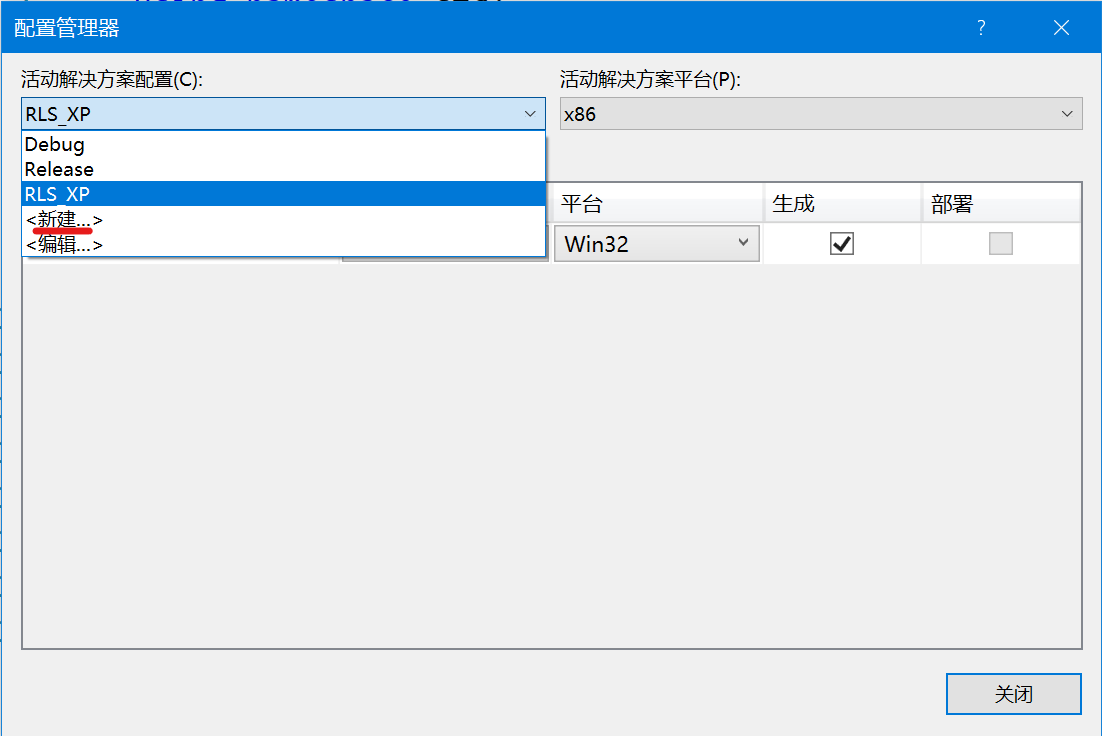 配置管理器
?
活动解决方案配置(C):
活动解决方案平台(P):
RLS_XP
x86
Debug
Release
RLS_XP
<新建...>
<编辑...>
平台
生成
部署
Win32
关闭